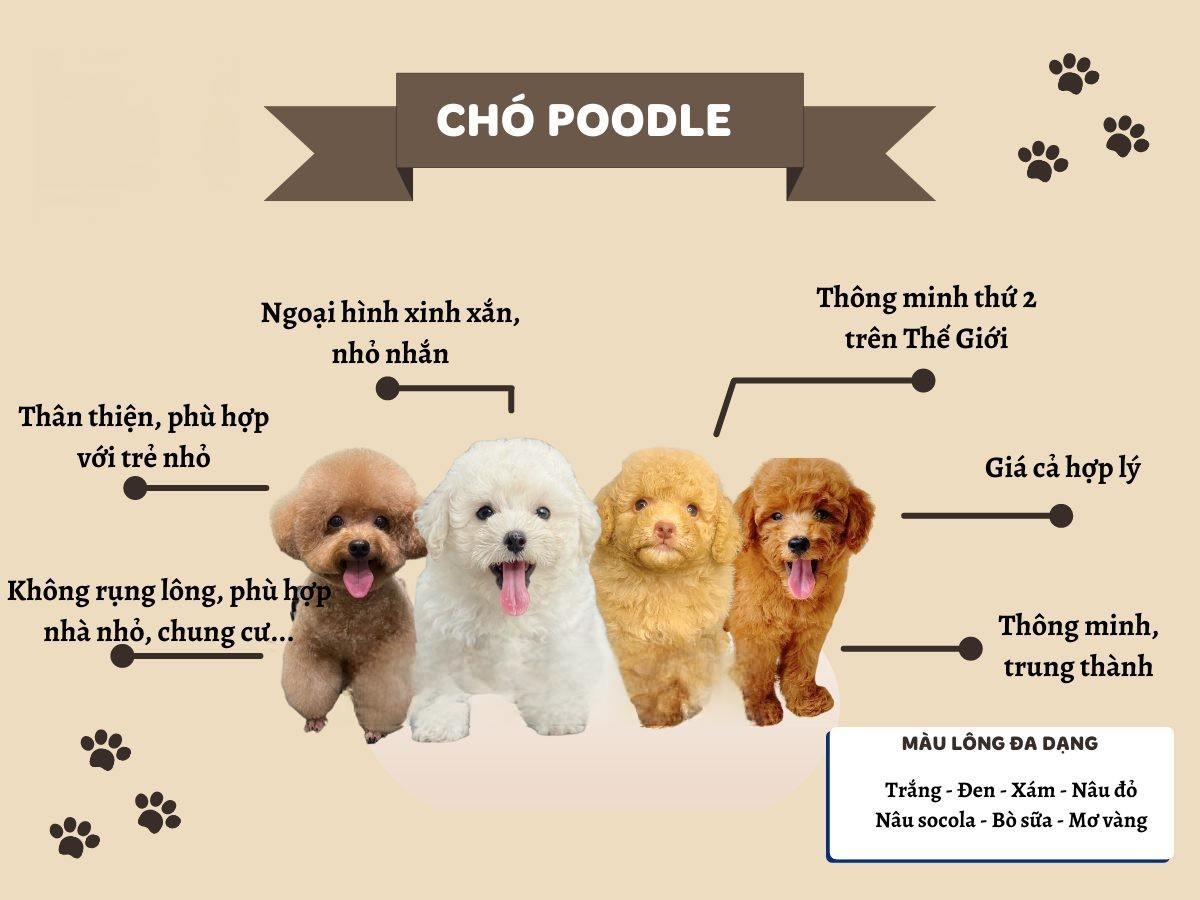 CHÓ POODLE
Ngoại hình xinh xắn,
nhỏ nhắn
Thông minh thứ 2
trên Thế Giới
Thân thiện, phù hợp
với trẻ nhỏ
Giá cả hợp lý
Không rụng lông, phù hợp
nhà nhỏ, chung cư...
Thông minh,
trung thành
MÀU LÔNG ĐA DẠNG
Trắng - Đen - Xám - Nâu đỏ
Nâu socola - Bò sữa - Mơ vàng